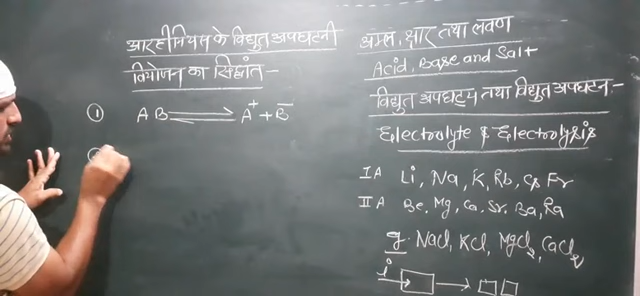 आरहीनियस के विद्युत अपघटनी
वियोजन का सिद्धांत -
① AB ⇌ A⁺ + B⁻
अम्ल, क्षार तथा लवण
Acid, Base and Salt
विद्युत अपघट्य तथा विद्युत अपघटन -
Electrolyte & Electrolysis
IA Li, Na, K, Rb, Cs Fr
IIA Be, Mg, Ca, Sr, Ba, Ra
g. NaCl, KCl, MgCl₂, CaCl₂
i